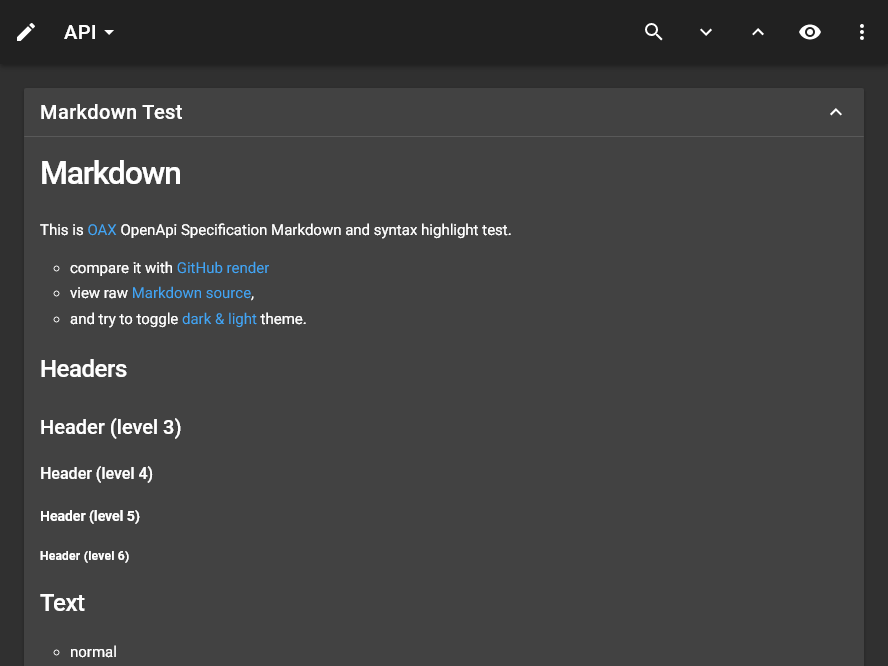 API
Markdown Test
Markdown
This is OAX OpenApi Specification Markdown and syntax highlight test.
compare it with GitHub render
view raw Markdown source,
and try to toggle dark & light theme.
Headers
Header (level 3)
Header (level 4)
Header (level 5)
Header (level 6)
Text
normal